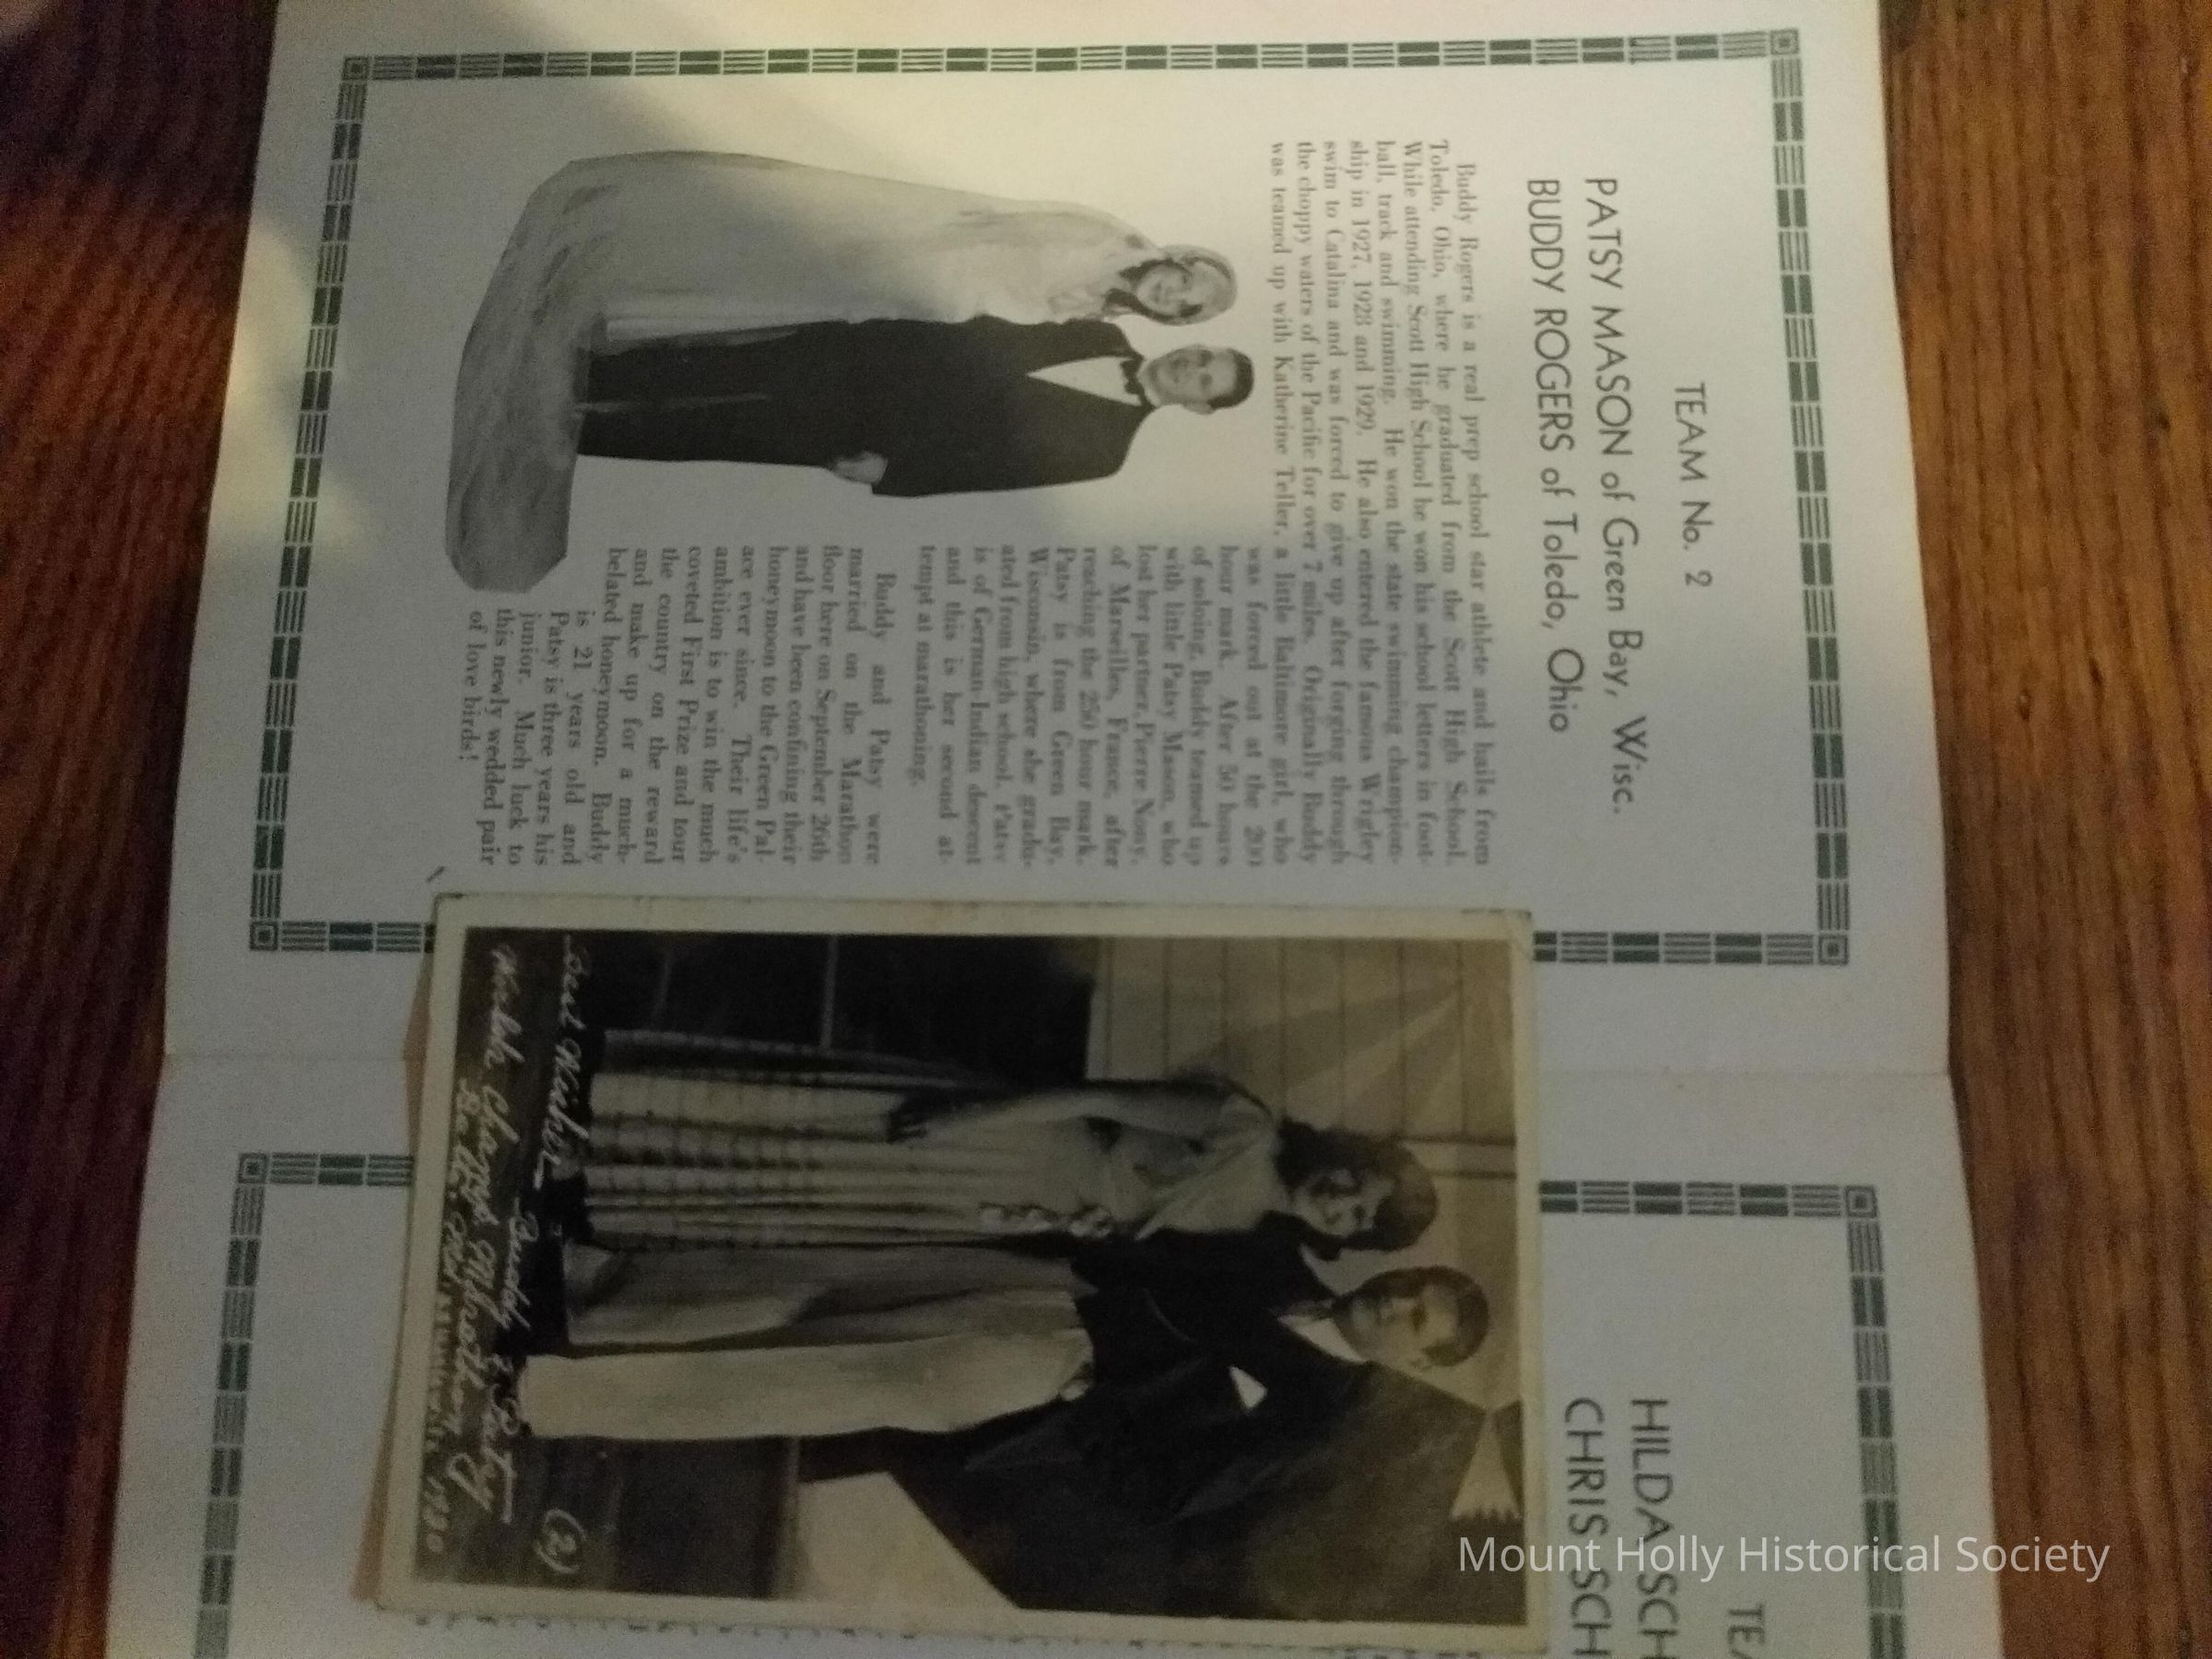 TEAM No. 2
PATSY MASON of Green Bay, Wisc.
BUDDY ROGERS of Toledo, Ohio
Buddy Rogers is a real prep school star athlete and hails from
Toledo, Ohio, where he graduated from the Scott High School.
While attending Scott High School he won his school letters in foot-
ball, track and swimming. He won the state swimming champion-
ship in 1927, 1928 and 1929. He also entered the famous Wrigley
swim to Catalina and was forced to give up after forging through
the choppy waters of the Pacific for over 7 miles. Originally Buddy
was teamed up with Katherine Teller, a little Baltimore girl, who
was forced out at the 200
hour mark. After 50 hours
of soloing, Buddy teamed up
with little Patsy Mason, who
lost her partner, Pierre Nony,
of Marseilles, France, after
reaching the 250 hour mark.
Patsy is from Green Bay,
Wisconsin, where she gradu-
ated from high school. Patsy
is of German-Indian descent
and this is her second at-
tempt at marathoning.
Buddy and Patsy were
married on the Marathon
floor here on September 26th
and have been confining their
honeymoon to the Green Pal-
ace ever since. Their life's
ambition is to win the much
coveted First Prize and tour
the country on the reward
and make up for a much-
belated honeymoon. Buddy
is 21 years old and
Patsy is three years his
junior. Much luck to
this newly wedded pair
of love birds!
Best Wishes
Buddy & Patsy (2)
World Champ Marathon
1930
TEA
HILDA SCH
CHRIS SCH
Mount Holly Historical Society